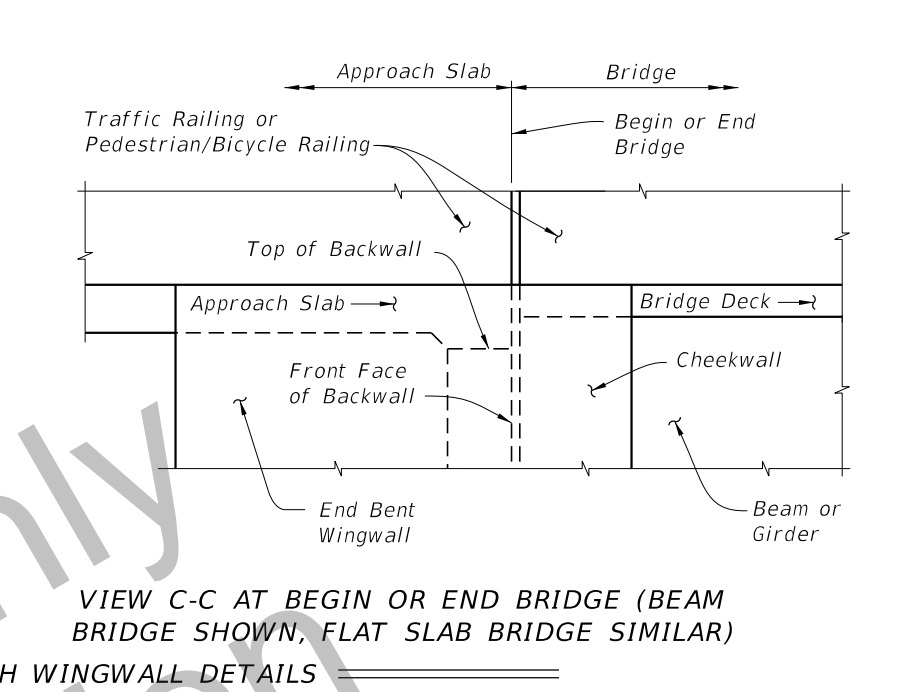 Approach Slab
Bridge
Traffic Railing or
Pedestrian/Bicycle Railing
Begin or End
Bridge
Top of Backwall
Approach Slab
Bridge Deck
Front Face
of Backwall
Cheekwall
End Bent
Wingwall
Beam or
Girder
VIEW C-C AT BEGIN OR END BRIDGE (BEAM
BRIDGE SHOWN, FLAT SLAB BRIDGE SIMILAR)
H WINGWALL DETAILS